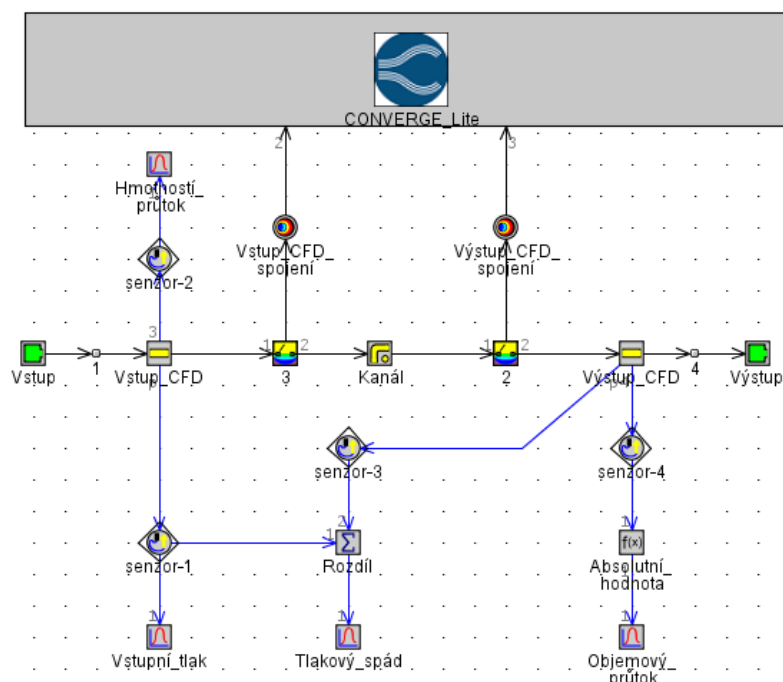 CONVERGE_Lite
2
3
Hmotností_
průtok
Vstup_CFD_
spojení
Výstup_CFD_
spojení
senzor-2
3
1
2
1
2
Vstup
1
Vstup_CFD
3
Kanál
2
Výstup_CFD
4
Výstup
senzor-3
senzor-4
2
1
1
senzor-1
Rozdíl
f(x)
Absolutní_
hodnota
1
1
1
Vstupní_tlak
Tlakový_spád
Objemový_
průtok